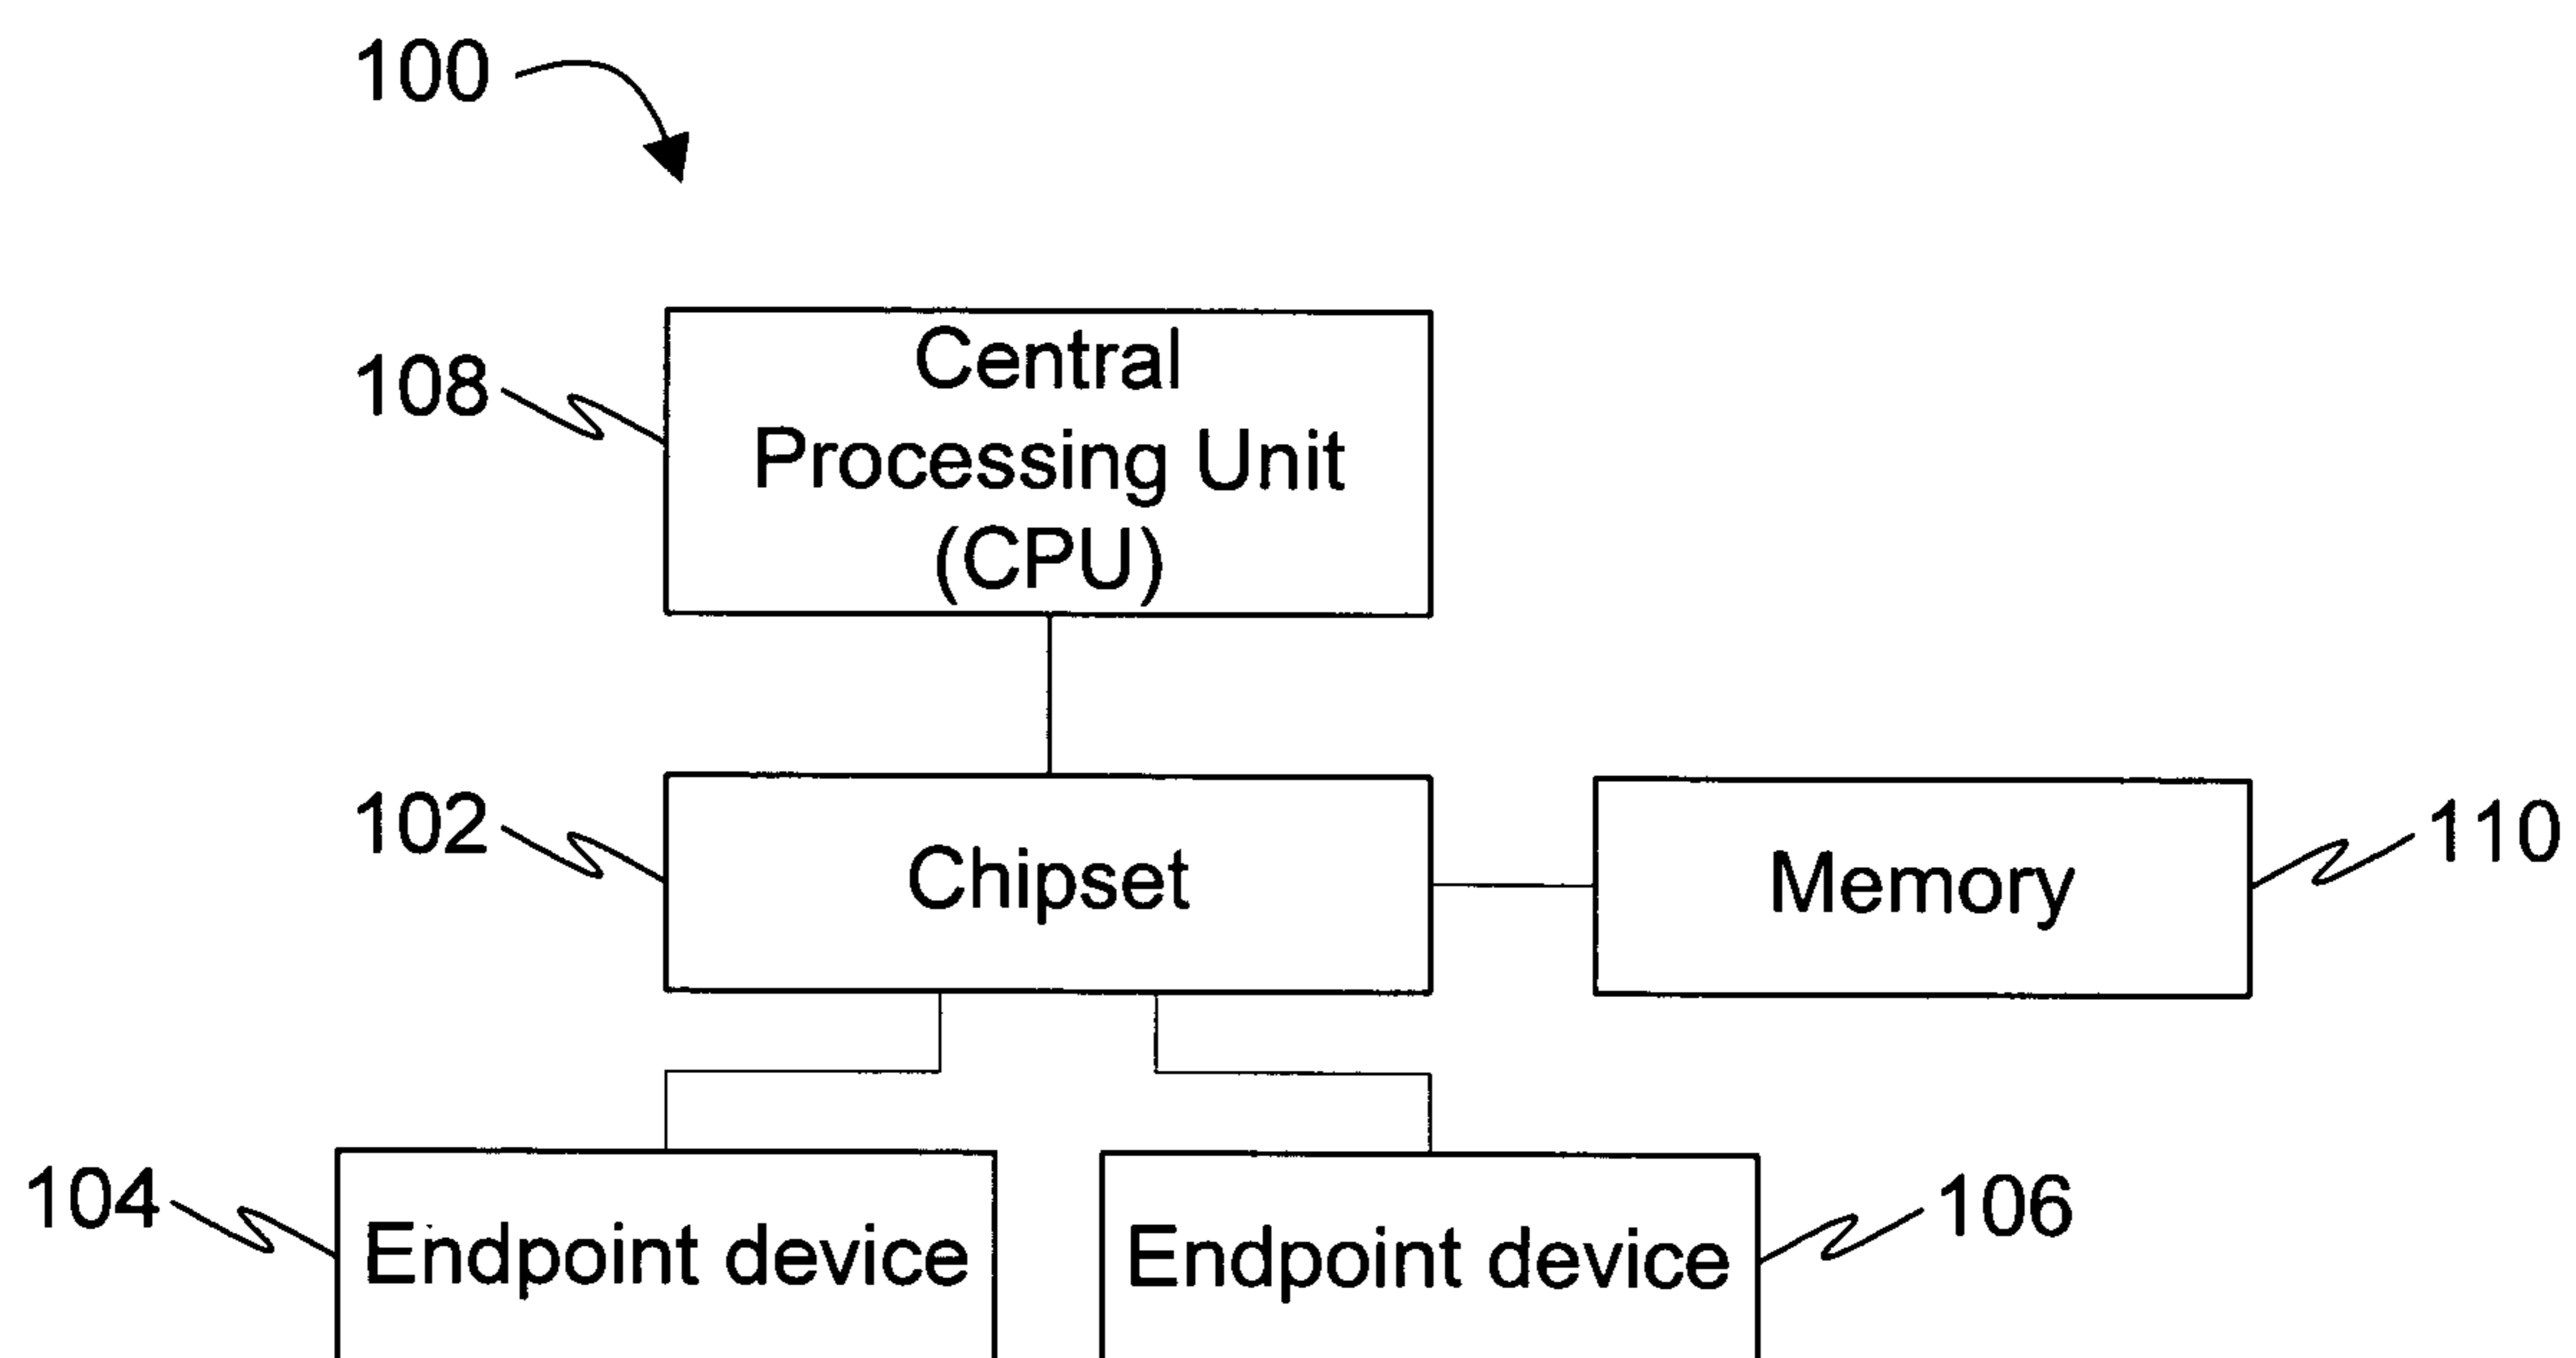 100
108
Central
Processing Unit
(CPU)
102
Chipset
Memory
110
104
Endpoint device
Endpoint device
106